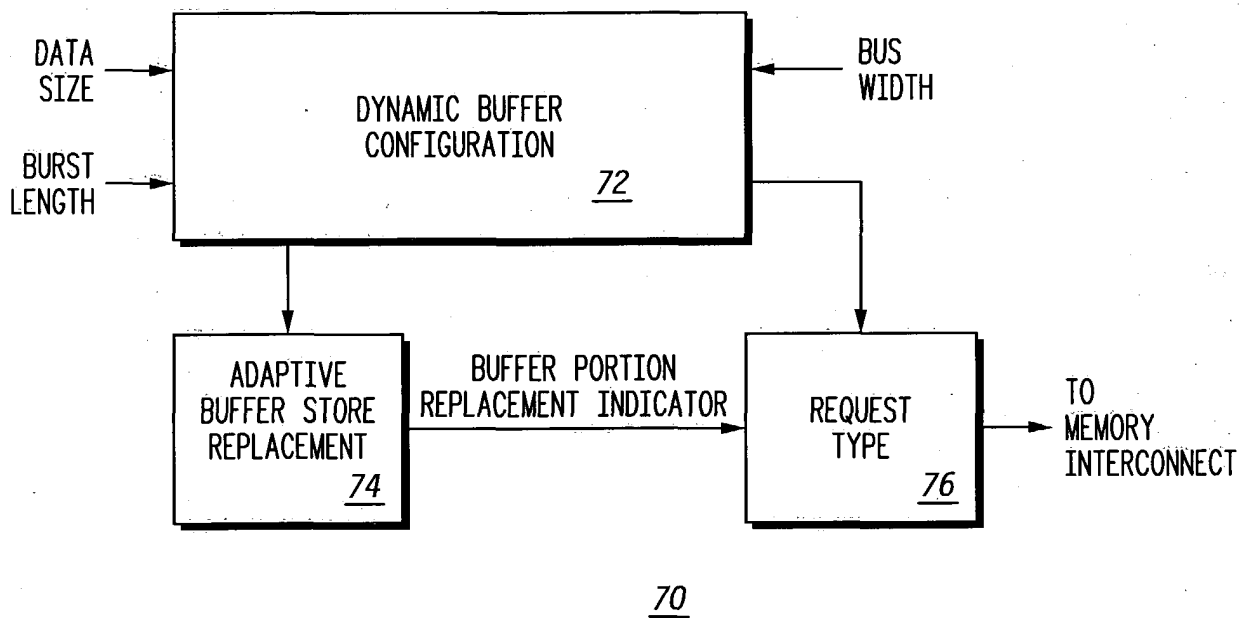 DATA
SIZE
BURST
LENGTH
DYNAMIC BUFFER
CONFIGURATION
72
BUS
WIDTH
ADAPTIVE
BUFFER STORE
REPLACEMENT
74
BUFFER PORTION
REPLACEMENT INDICATOR
REQUEST
TYPE
76
TO
MEMORY
INTERCONNECT
70